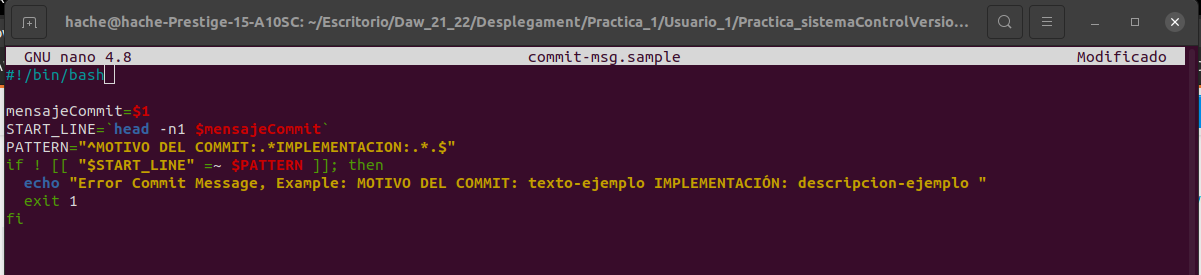 hache@hache-Prestige-15-A10SC: ~/Escritorio/Daw_21_22/Desplegament/Practica_1/Usuario_1/Practica_sistemaControlVersio...
GNU nano 4.8 commit-msg.sample Modificado
#!/bin/bash
mensajeCommit=$1
START_LINE=`head -n1 $mensajeCommit`
PATTERN="^MOTIVO DEL COMMIT:.*IMPLEMENTACION:.*.$"
if ! [[ "$START_LINE" =~ $PATTERN ]]; then
  echo "Error Commit Message, Example: MOTIVO DEL COMMIT: texto-ejemplo IMPLEMENTACIÓN: descripcion-ejemplo "
  exit 1
fi